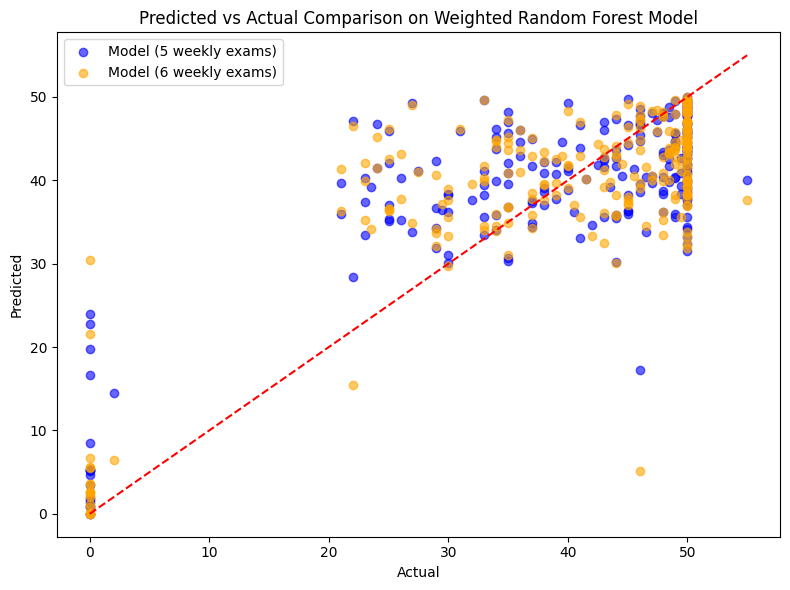 Predicted vs Actual Comparison on Weighted Random Forest Model
Model (5 weekly exams)
Model (6 weekly exams)
50
40
30
20
10
0
Predicted
0 10 20 30 40 50
Actual